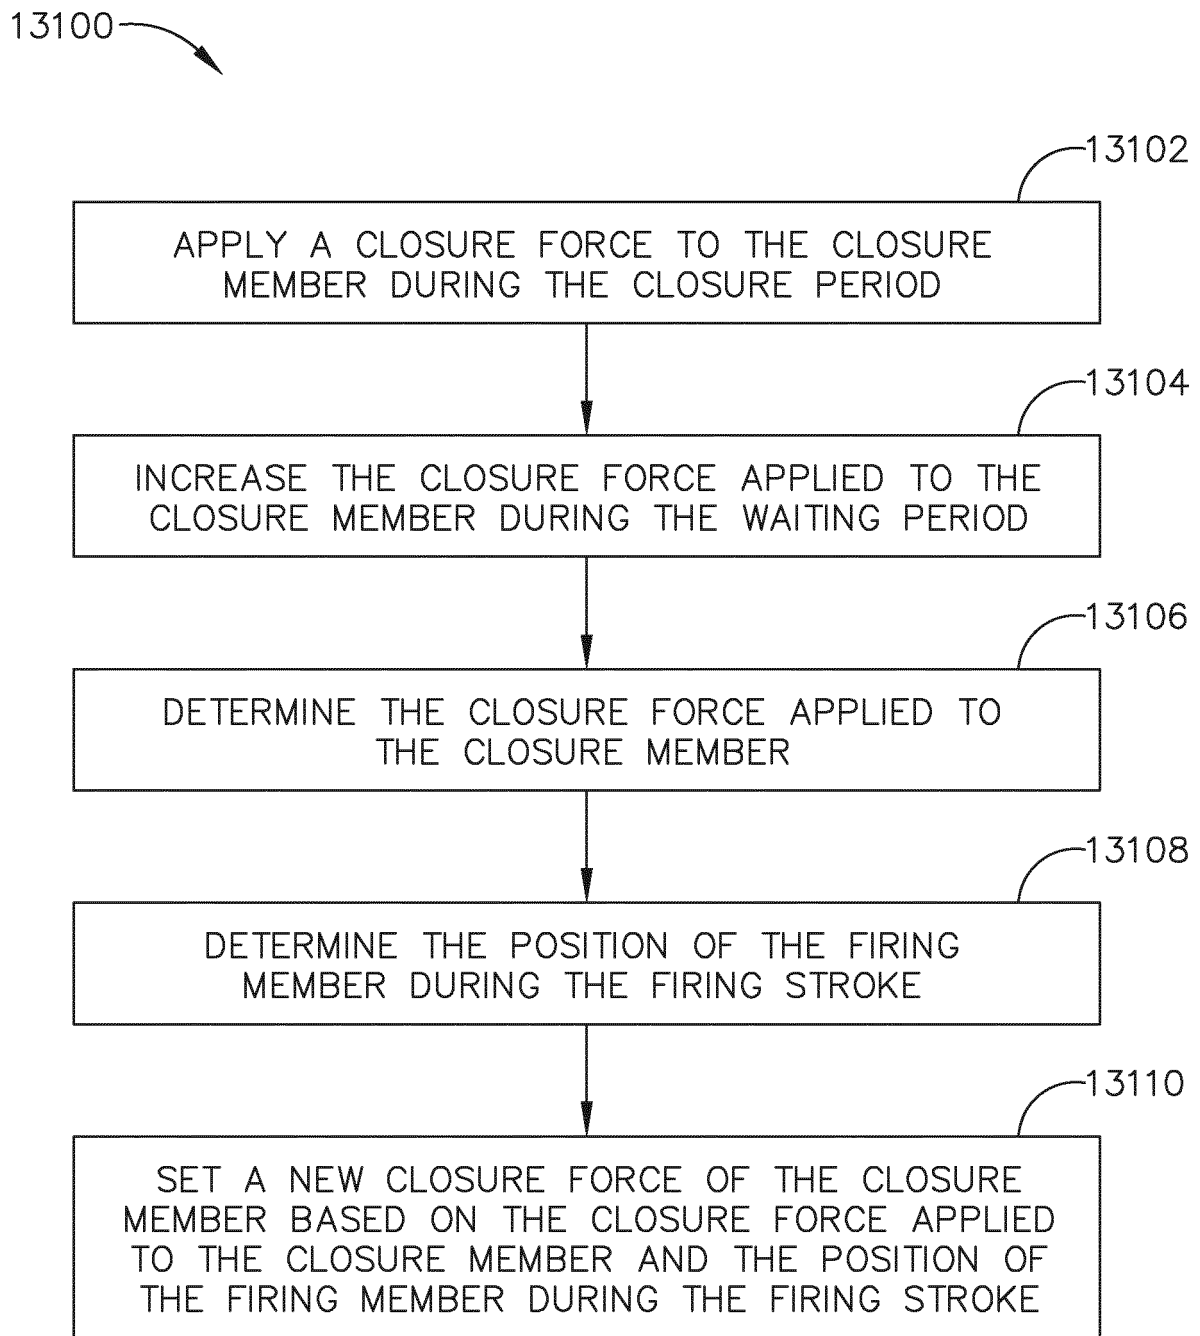 13100
13102
APPLY A CLOSURE FORCE TO THE CLOSURE
MEMBER DURING THE CLOSURE PERIOD
13104
INCREASE THE CLOSURE FORCE APPLIED TO THE
CLOSURE MEMBER DURING THE WAITING PERIOD
13106
DETERMINE THE CLOSURE FORCE APPLIED TO
THE CLOSURE MEMBER
13108
DETERMINE THE POSITION OF THE FIRING
MEMBER DURING THE FIRING STROKE
13110
SET A NEW CLOSURE FORCE OF THE CLOSURE
MEMBER BASED ON THE CLOSURE FORCE APPLIED
TO THE CLOSURE MEMBER AND THE POSITION OF
THE FIRING MEMBER DURING THE FIRING STROKE